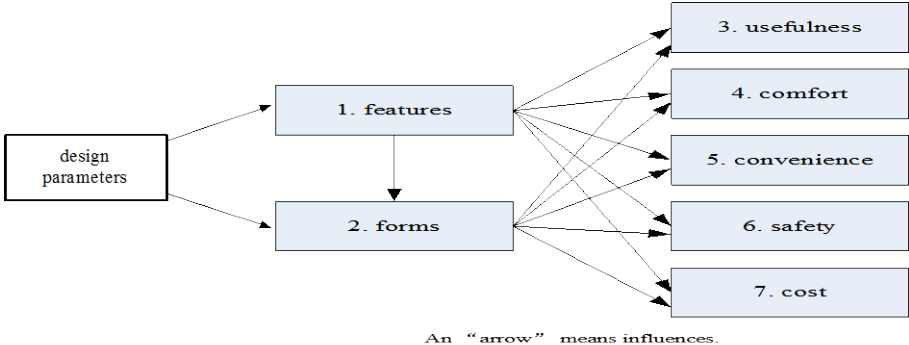 design
parameters
1. features
2. forms
3. usefulness
4. comfort
5. convenience
6. safety
7. cost
An “arrow” means influences.